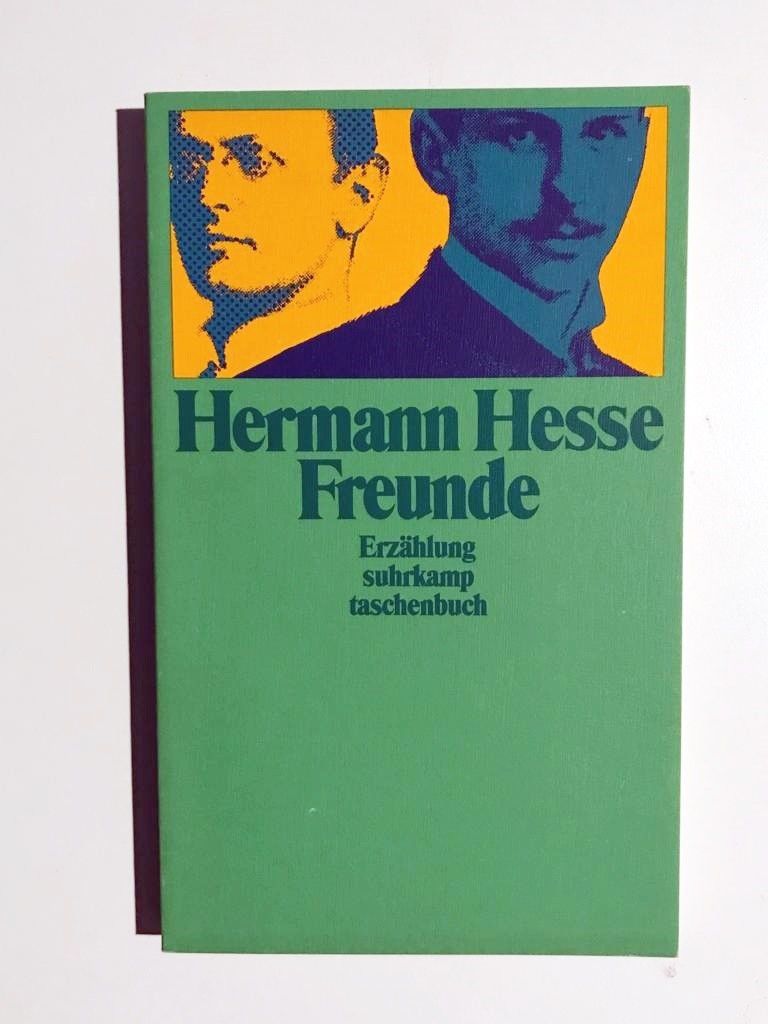 Hermann Hesse
Freunde
Erzählung
suhrkamp
taschenbuch